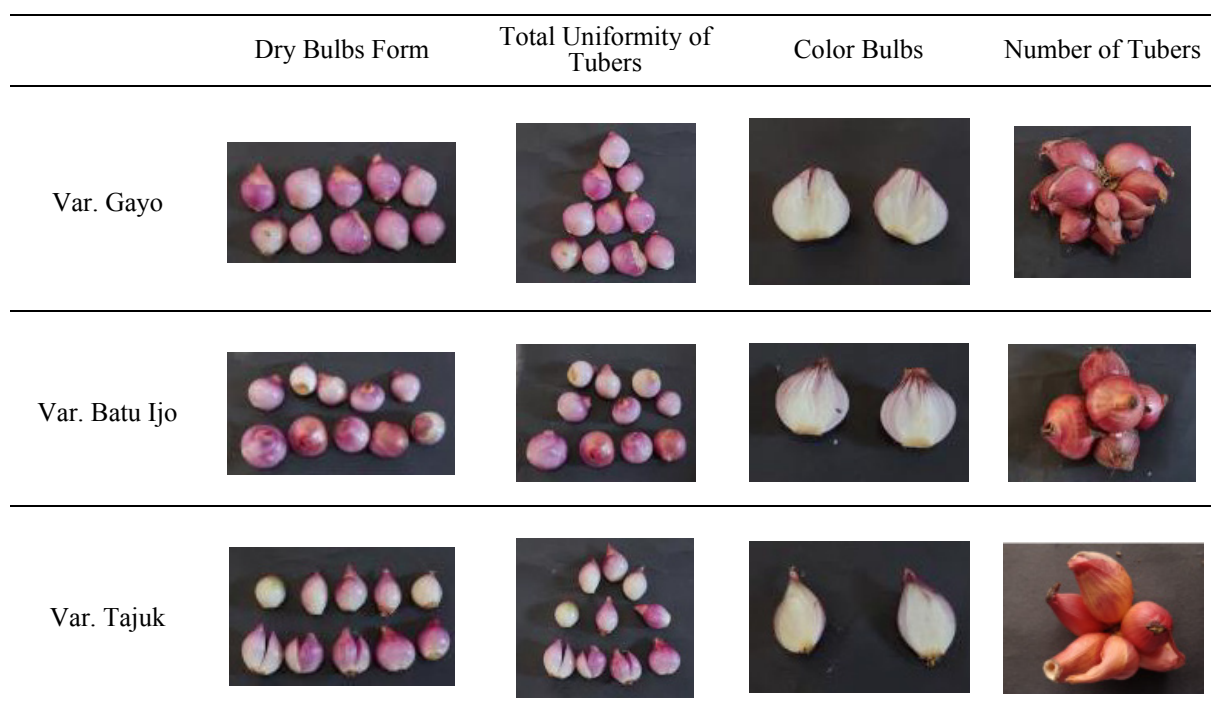 Dry Bulbs Form
Total Uniformity of
Tubers
Color Bulbs
Number of Tubers
Var. Gayo
Var. Batu Ijo
Var. Tajuk